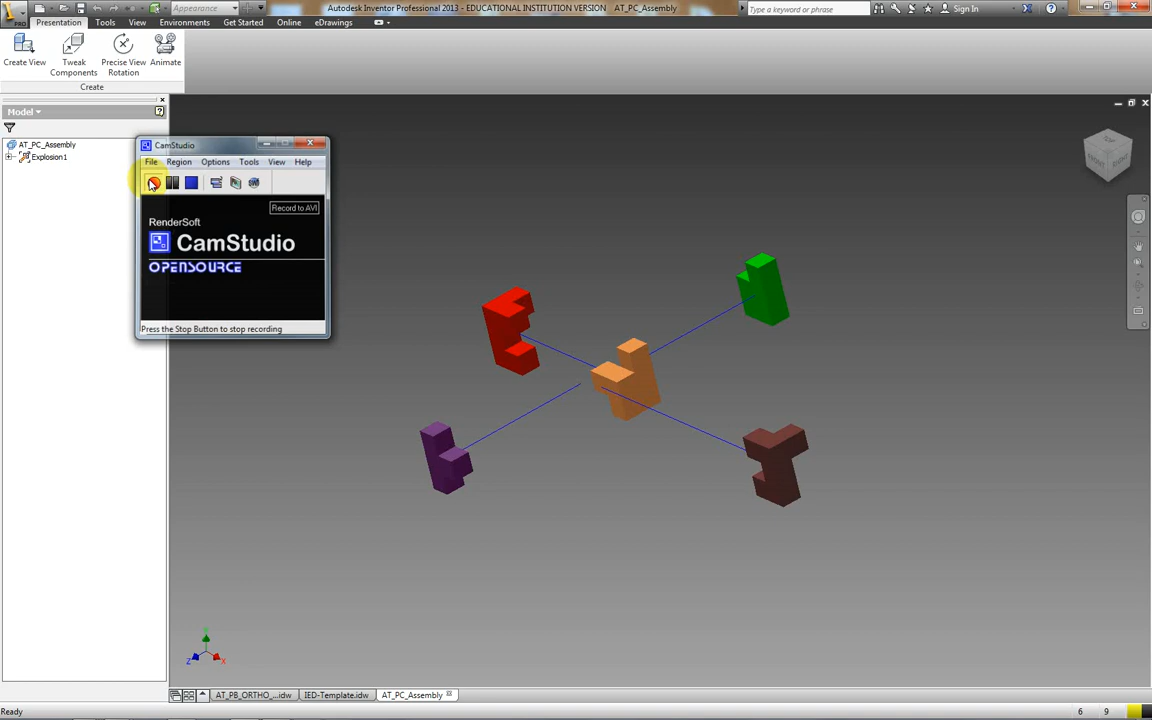 Appearance
Autodesk Inventor Professional 2013 - EDUCATIONAL INSTITUTION VERSION AT_PC_Assembly
Type a keyword or phrase
Sign In
PRO
Presentation Tools View Environments Get Started Online eDrawings
Create View
Tweak Components
Precise View Rotation
Animate
Create
Model
AT_PC_Assembly
Explosion1
CamStudio
File Region Options Tools View Help
Record to AVI
RenderSoft
CamStudio
OPENSOURCE
Press the Stop Button to stop recording
FRONT
Y
Z
X
AT_PB_ORTHO_...idw IED-Template.idw AT_PC_Assembly
Ready
6 9